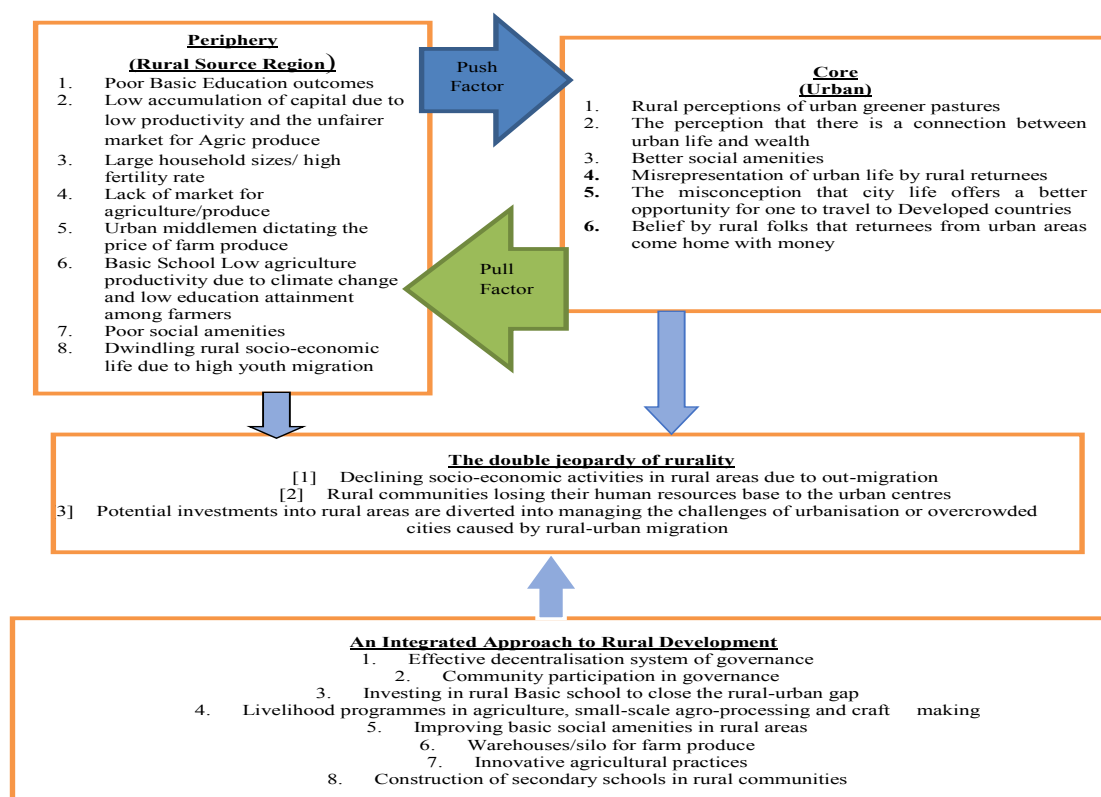 Periphery
(Rural Source Region)
1. Poor Basic Education outcomes
2. Low accumulation of capital due to
low productivity and the unfairer
market for Agric produce
3. Large household sizes/ high
fertility rate
4. Lack of market for
agriculture/produce
5. Urban middlemen dictating the
price of farm produce
6. Basic School Low agriculture
productivity due to climate change
and low education attainment
among farmers
7. Poor social amenities
8. Dwindling rural socio-economic
life due to high youth migration
Push
Factor
Pull
Factor
Core
(Urban)
1. Rural perceptions of urban greener pastures
2. The perception that there is a connection between
urban life and wealth
3. Better social amenities
4. Misrepresentation of urban life by rural returnees
5. The misconception that city life offers a better
opportunity for one to travel to Developed countries
6. Belief by rural folks that returnees from urban areas
come home with money
The double jeopardy of rurality
[1] Declining socio-economic activities in rural areas due to out-migration
[2] Rural communities losing their human resources base to the urban centres
3] Potential investments into rural areas are diverted into managing the challenges of urbanisation or overcrowded
cities caused by rural-urban migration
An Integrated Approach to Rural Development
1. Effective decentralisation system of governance
2. Community participation in governance
3. Investing in rural Basic school to close the rural-urban gap
4. Livelihood programmes in agriculture, small-scale agro-processing and craft making
5. Improving basic social amenities in rural areas
6. Warehouses/silo for farm produce
7. Innovative agricultural practices
8. Construction of secondary schools in rural communities